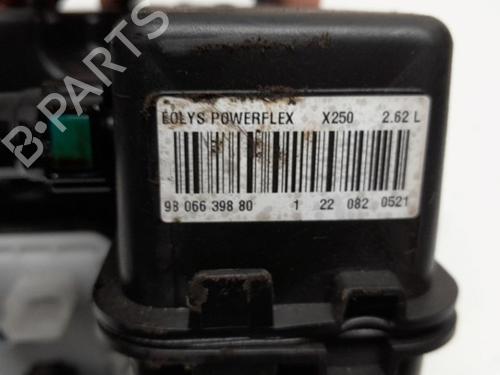 EOLYS POWERFLEX X250 2.62 L
98 066 398 80 1 22 082 0521
B-PARTS